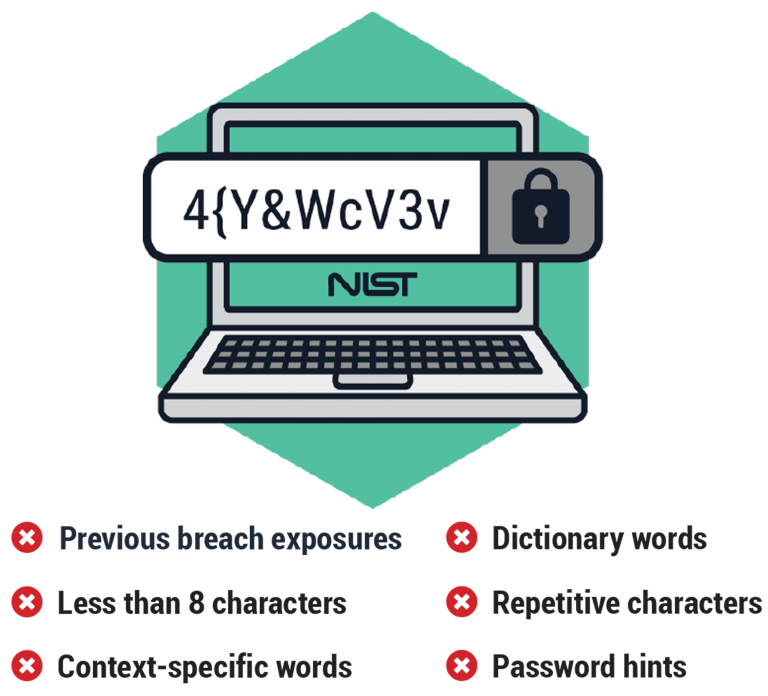 4{Y&WcV3v
NIST
Previous breach exposures
Dictionary words
Less than 8 characters
Repetitive characters
Context-specific words
Password hints